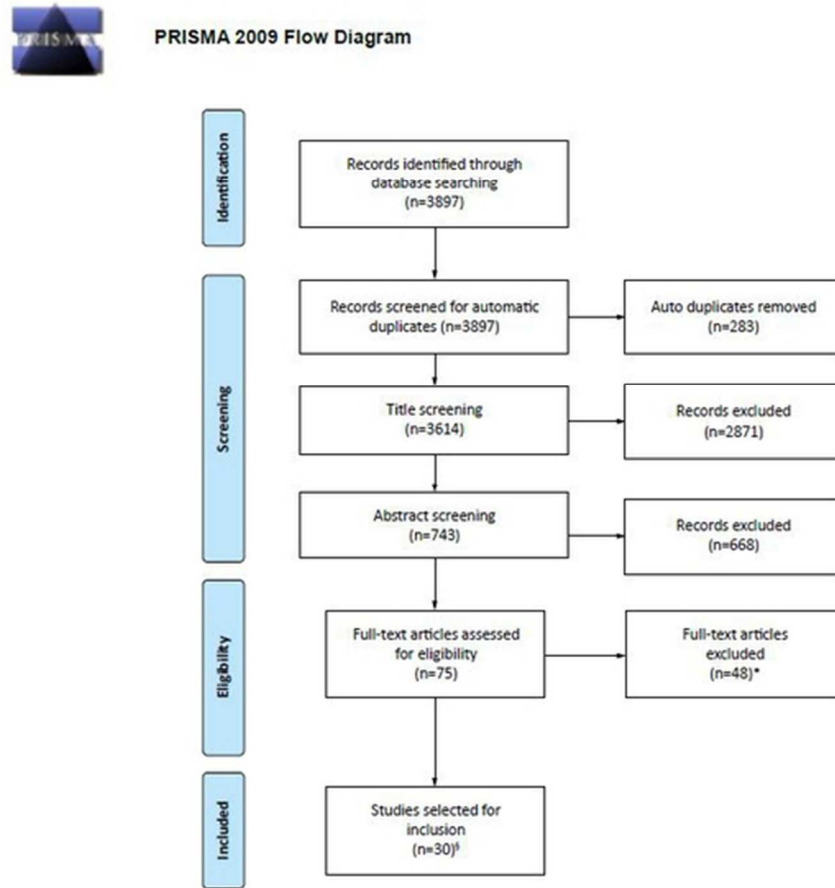 PRISMA
PRISMA 2009 Flow Diagram
Identification
Records identified through
database searching
(n=3897)
Screening
Records screened for automatic
duplicates (n=3897)
Auto duplicates removed
(n=283)
Title screening
(n=3614)
Records excluded
(n=2871)
Abstract screening
(n=743)
Records excluded
(n=668)
Eligibility
Full-text articles assessed
for eligibility
(n=75)
Full-text articles
excluded
(n=48)*
Included
Studies selected for
inclusion
(n=30)§